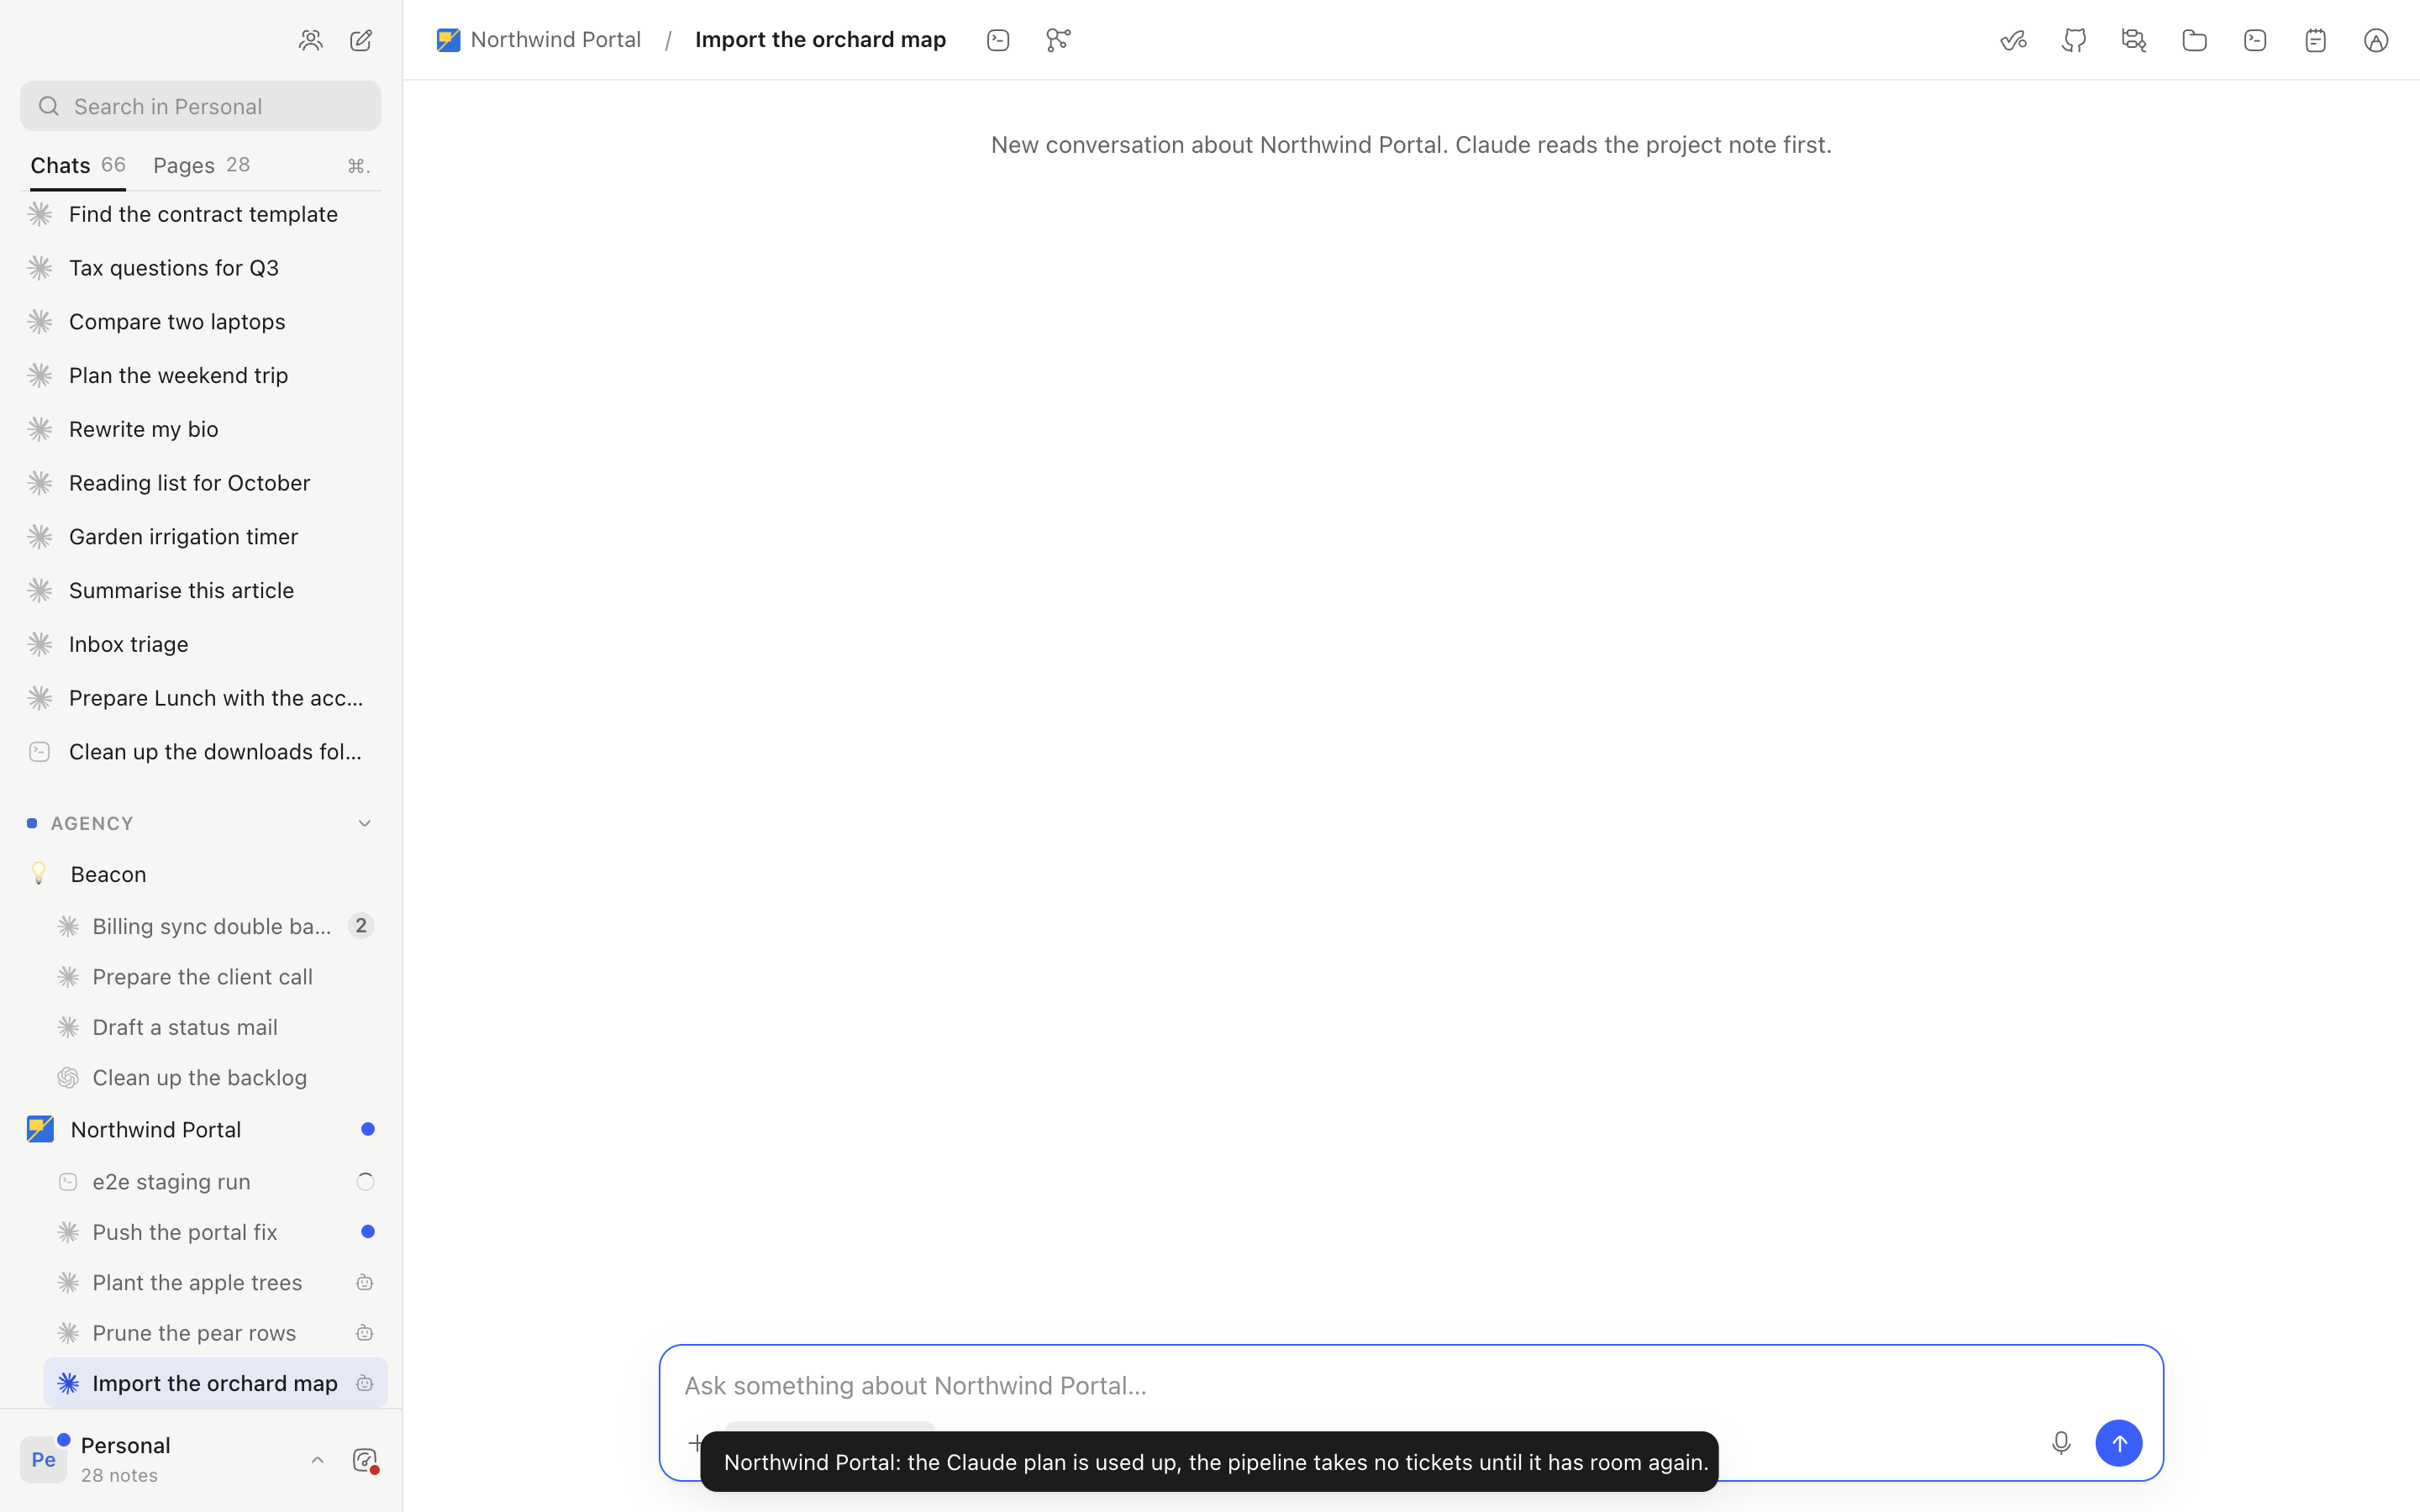 Northwind Portal / Import the orchard map
Search in Personal
Chats 66 Pages 28 ⌘.
Find the contract template
Tax questions for Q3
Compare two laptops
Plan the weekend trip
Rewrite my bio
Reading list for October
Garden irrigation timer
Summarise this article
Inbox triage
Prepare Lunch with the acc...
Clean up the downloads fol...
AGENCY
Beacon
Billing sync double ba... 2
Prepare the client call
Draft a status mail
Clean up the backlog
Northwind Portal
e2e staging run
Push the portal fix
Plant the apple trees
Prune the pear rows
Import the orchard map
Pe Personal
28 notes
New conversation about Northwind Portal. Claude reads the project note first.
Ask something about Northwind Portal...
Northwind Portal: the Claude plan is used up, the pipeline takes no tickets until it has room again.